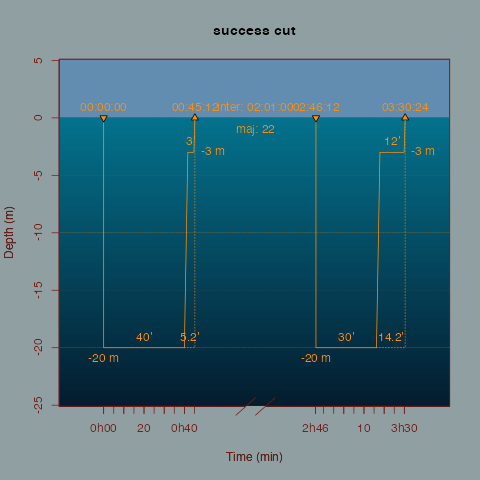 success cut
5
00:00:00 00:45:12 Inter: 02:01:00 02:46:12 03:30:24
0
maj: 22
3' 12'
-3 m -3 m
-5
Depth (m)
-10
-15
40' 5.2' 30' 14.2'
-20
-20 m -20 m
-25
0h00 20 0h40 2h46 10 3h30
Time (min)